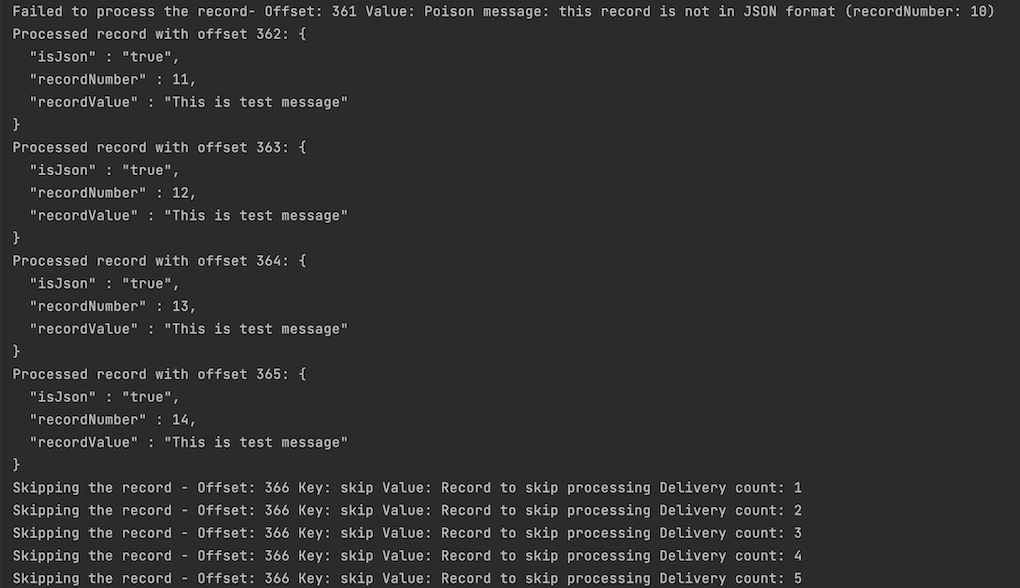 Failed to process the record- Offset: 361 Value: Poison message: this record is not in JSON format (recordNumber: 10)
Processed record with offset 362: {
  "isJson" : "true",
  "recordNumber" : 11,
  "recordValue" : "This is test message"
}
Processed record with offset 363: {
  "isJson" : "true",
  "recordNumber" : 12,
  "recordValue" : "This is test message"
}
Processed record with offset 364: {
  "isJson" : "true",
  "recordNumber" : 13,
  "recordValue" : "This is test message"
}
Processed record with offset 365: {
  "isJson" : "true",
  "recordNumber" : 14,
  "recordValue" : "This is test message"
}
Skipping the record - Offset: 366 Key: skip Value: Record to skip processing Delivery count: 1
Skipping the record - Offset: 366 Key: skip Value: Record to skip processing Delivery count: 2
Skipping the record - Offset: 366 Key: skip Value: Record to skip processing Delivery count: 3
Skipping the record - Offset: 366 Key: skip Value: Record to skip processing Delivery count: 4
Skipping the record - Offset: 366 Key: skip Value: Record to skip processing Delivery count: 5